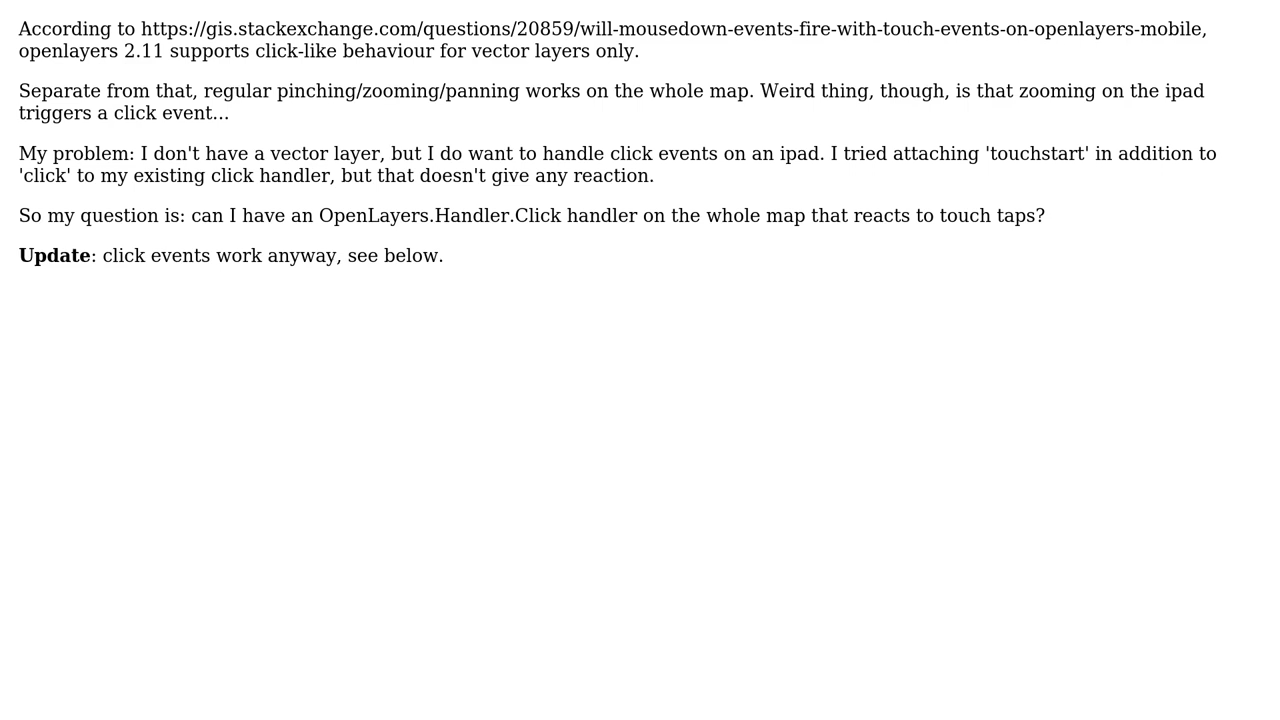 According to https://gis.stackexchange.com/questions/20859/will-mousedown-events-fire-with-touch-events-on-openlayers-mobile,
openlayers 2.11 supports click-like behaviour for vector layers only.
Separate from that, regular pinching/zooming/panning works on the whole map. Weird thing, though, is that zooming on the ipad
triggers a click event...
My problem: I don't have a vector layer, but I do want to handle click events on an ipad. I tried attaching 'touchstart' in addition to
'click' to my existing click handler, but that doesn't give any reaction.
So my question is: can I have an OpenLayers.Handler.Click handler on the whole map that reacts to touch taps?
Update: click events work anyway, see below.